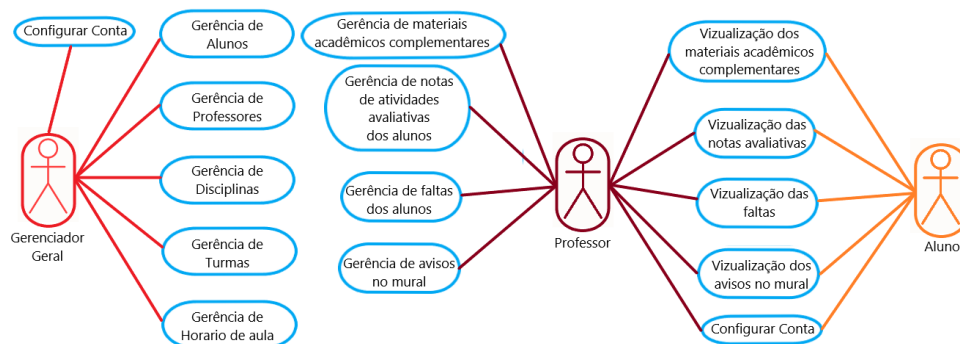 Configurar Conta
Gerência de
Alunos
Gerência de
Professores
Gerência de
Disciplinas
Gerência de
Turmas
Gerência de
Horario de aula
Gerenciador
Geral
Gerência de materiais
acadêmicos complementares
Gerência de notas
de atividades
avaliativas
dos alunos
Gerência de faltas
dos alunos
Gerência de avisos
no mural
Professor
Vizualização dos
materiais acadêmicos
complementares
Vizualização das
notas avaliativas
Vizualização das
faltas
Vizualização dos
avisos no mural
Configurar Conta
Aluno